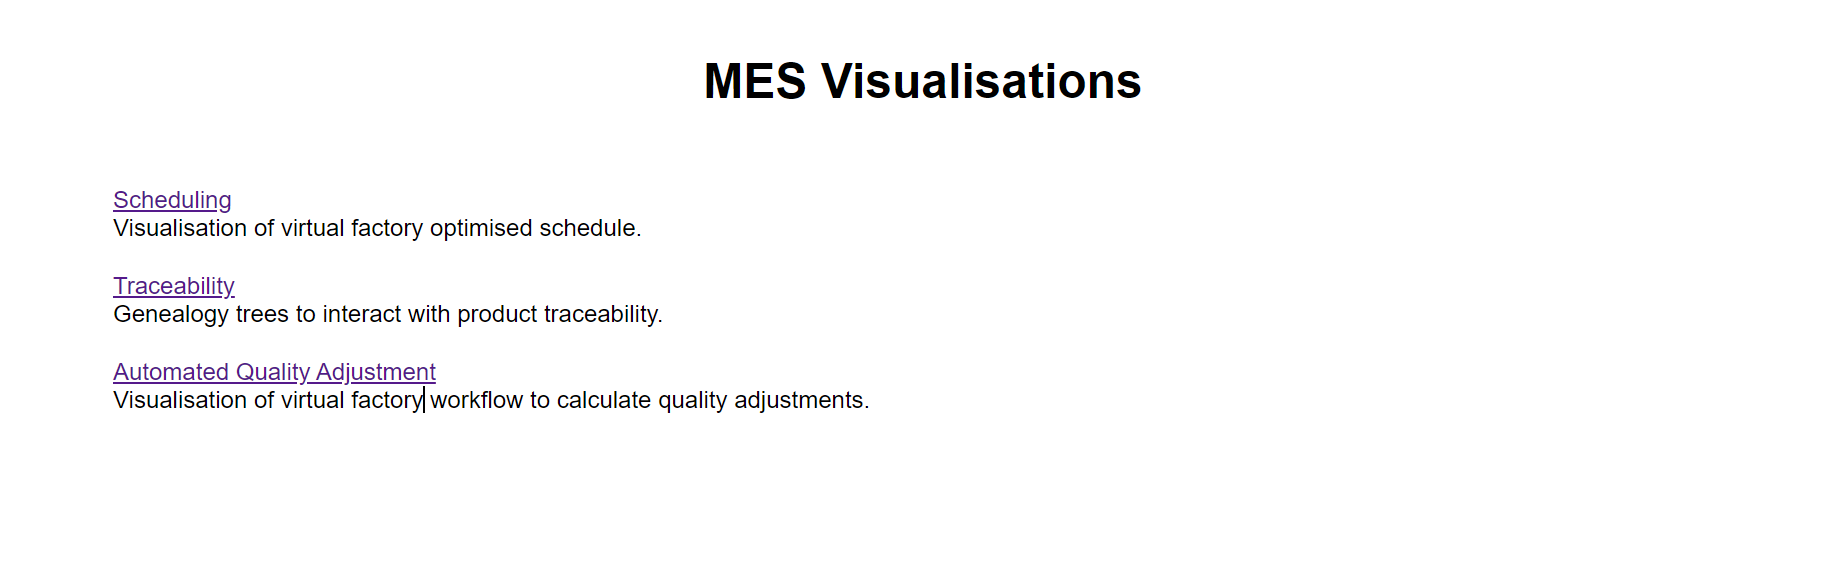 MES Visualisations
Scheduling
Visualisation of virtual factory optimised schedule.
Traceability
Genealogy trees to interact with product traceability.
Automated Quality Adjustment
Visualisation of virtual factory workflow to calculate quality adjustments.